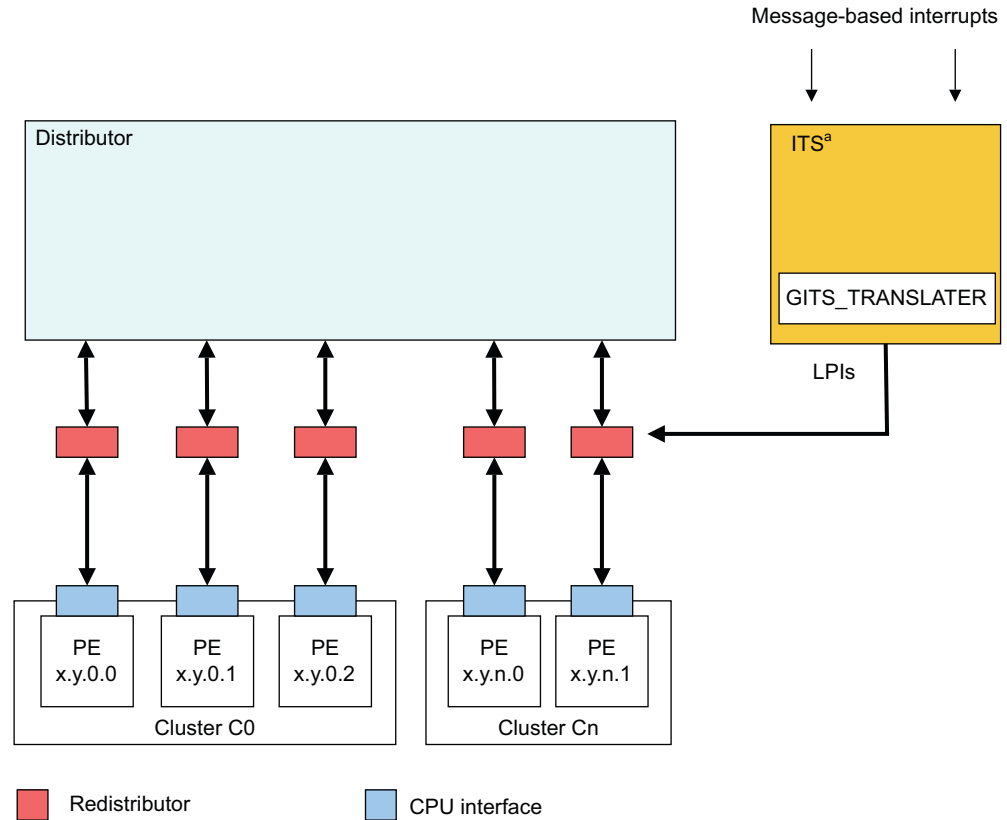 Message-based interrupts
Distributor
ITSª
GITS_TRANSLATER
LPIs
PE
x.y.0.0
PE
x.y.0.1
PE
x.y.0.2
PE
x.y.n.0
PE
x.y.n.1
Cluster C0
Cluster Cn
Redistributor
CPU interface